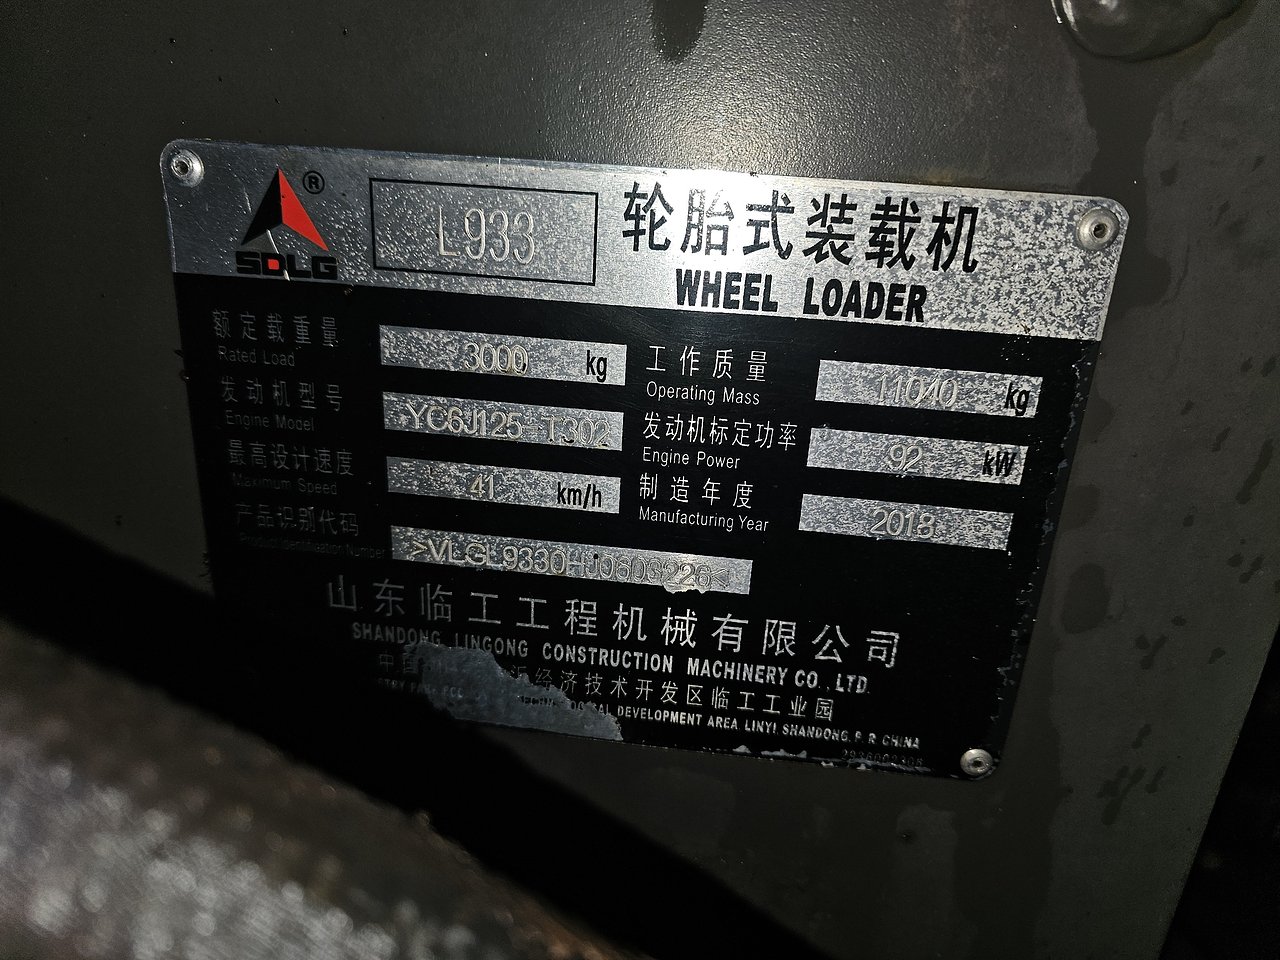 SDLG ®
L933
轮胎式装载机
WHEEL LOADER
额定载重量
Rated Load
3000 kg
工作质量
Operating Mass
11040 kg
发动机型号
Engine Model
YC6J125-T302
发动机标定功率
Engine Power
92 kW
最高设计速度
Maximum Speed
41 km/h
制造年度
Manufacturing Year
2018
产品识别代码
Product Identification Number
>VLGL9330HJ0603226<
山东临工工程机械有限公司
SHANDONG LINGONG CONSTRUCTION MACHINERY CO., LTD.
中国 经济技术开发区临工工业园
DEVELOPMENT AREA, LINYI, SHANDONG, P. R. CHINA